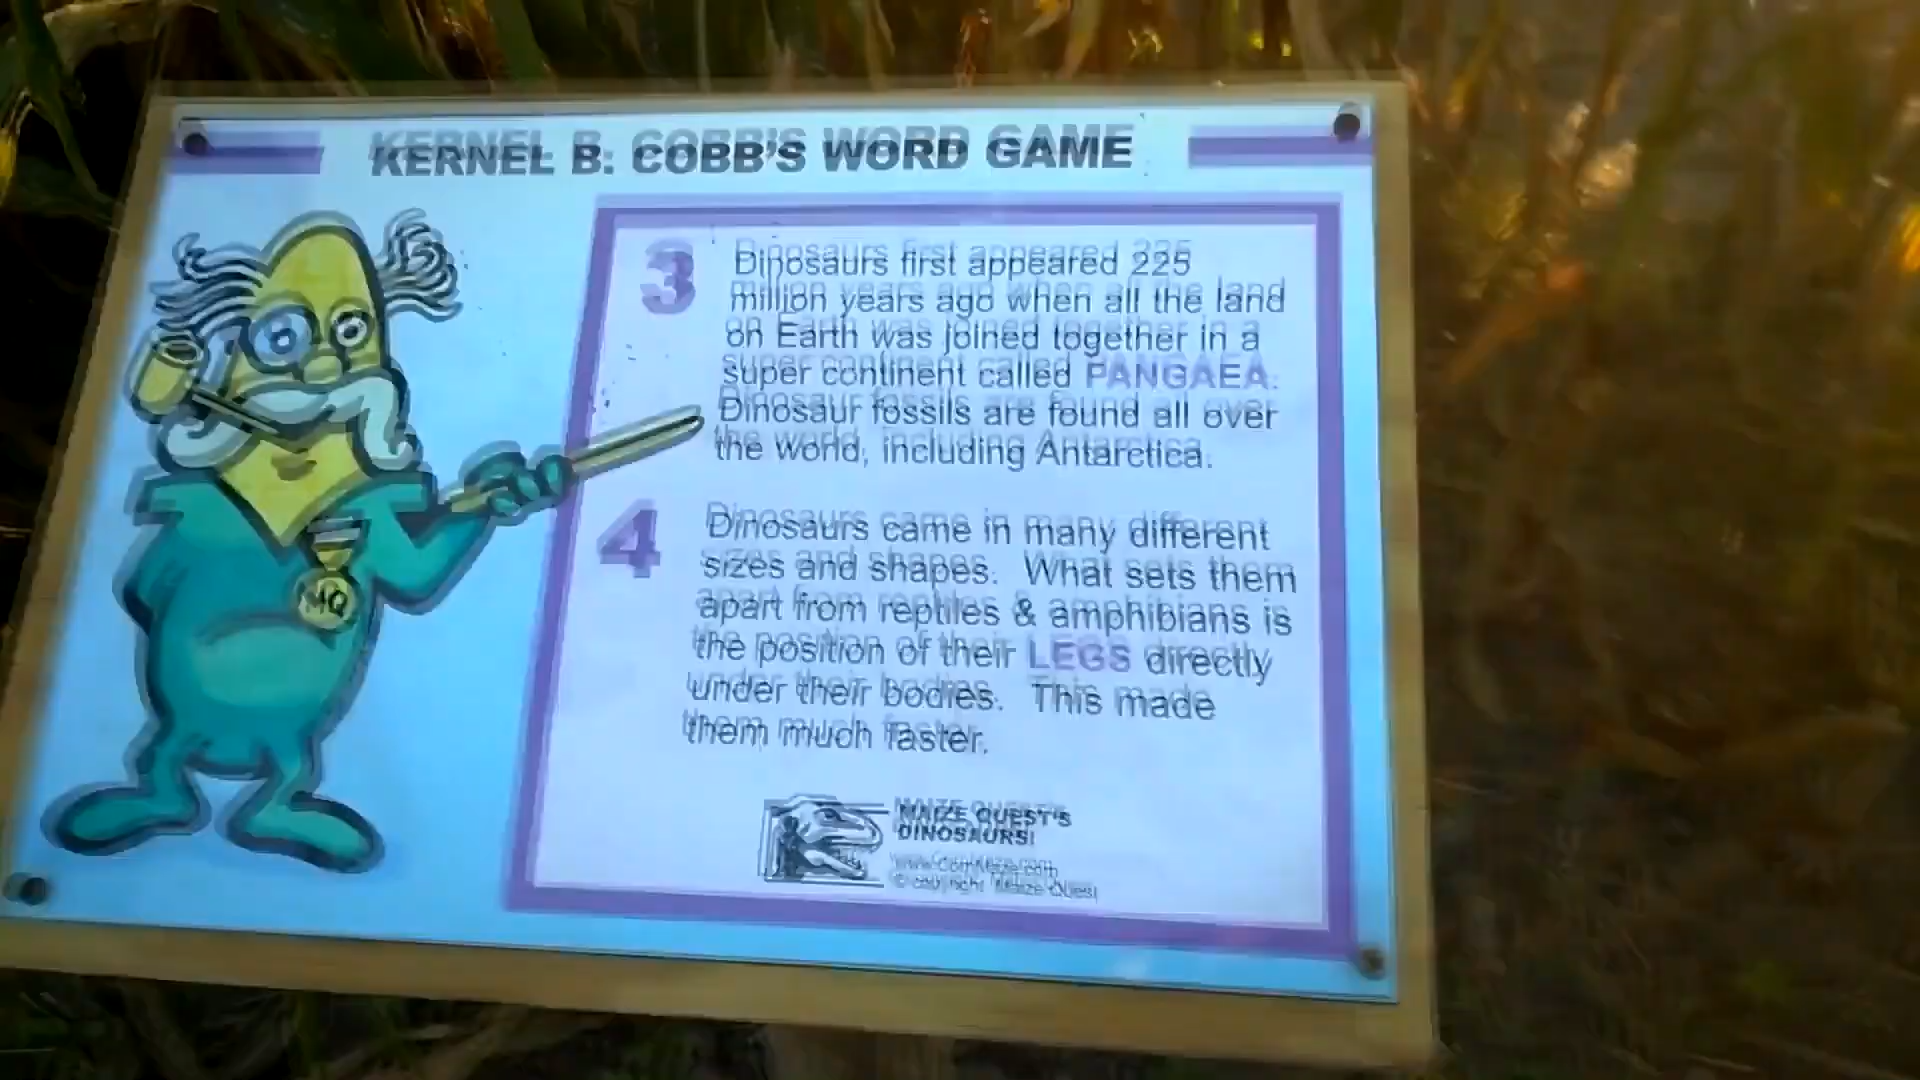 KERNEL B. COBB'S WORD GAME
3
Dinosaurs first appeared 225
million years ago when all the land
on Earth was joined together in a
super continent called PANGAEA.
Dinosaur fossils are found all over
the world, including Antarctica.
4
Dinosaurs came in many different
sizes and shapes. What sets them
apart from reptiles & amphibians is
the position of their LEGS directly
under their bodies. This made
them much faster.
MQ
MAIZE QUEST'S
DINOSAURS!
© copyright Maize Quest